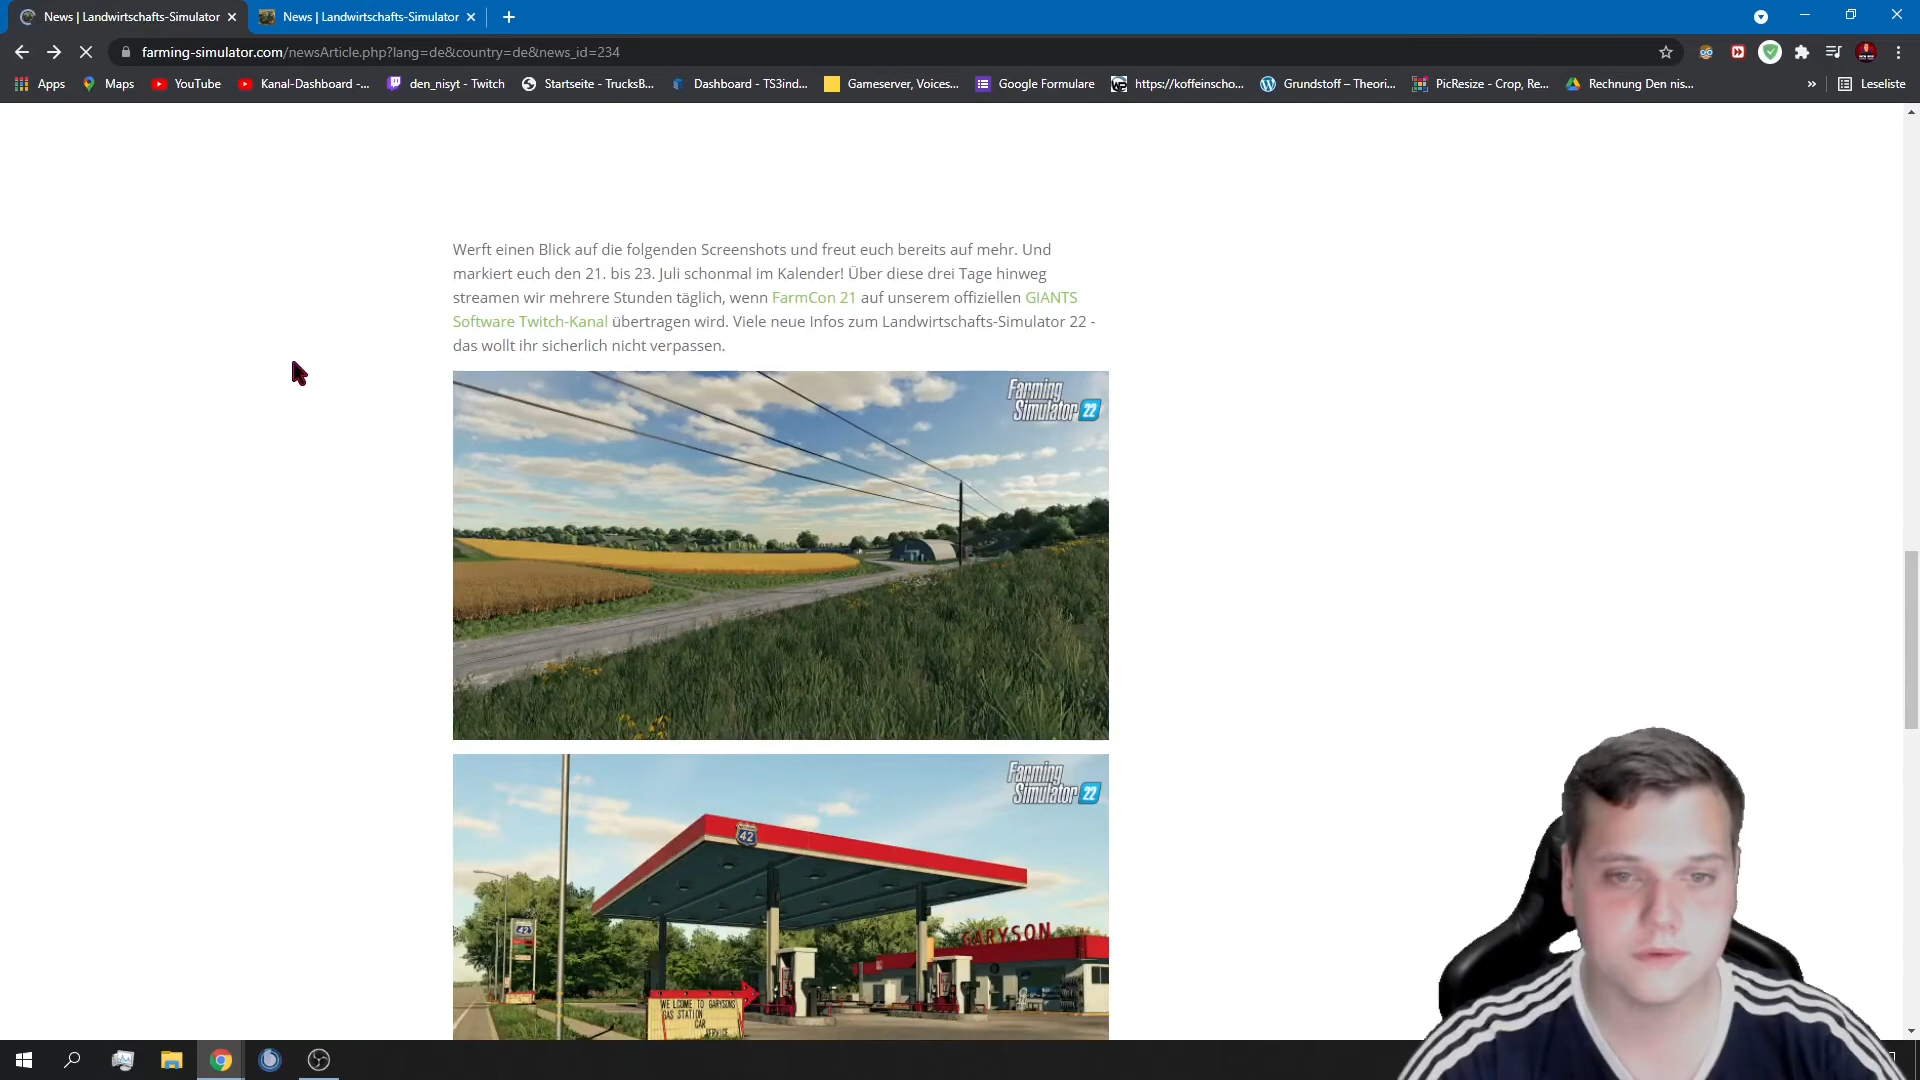 News | Landwirtschafts-Simulator
News | Landwirtschafts-Simulator
farming-simulator.com/newsArticle.php?lang=de&country=de&news_id=234
Apps
Maps
YouTube
Kanal-Dashboard -...
den_nisyt - Twitch
Startseite - TrucksB...
Dashboard - TS3ind...
Gameserver, Voices...
Google Formulare
https://koffeinscho...
Grundstoff – Theori...
PicResize - Crop, Re...
Rechnung Den nis...
»
Leseliste
Werft einen Blick auf die folgenden Screenshots und freut euch bereits auf mehr. Und
markiert euch den 21. bis 23. Juli schonmal im Kalender! Über diese drei Tage hinweg
streamen wir mehrere Stunden täglich, wenn FarmCon 21 auf unserem offiziellen GIANTS
Software Twitch-Kanal übertragen wird. Viele neue Infos zum Landwirtschafts-Simulator 22 -
das wollt ihr sicherlich nicht verpassen.
Farming
Simulator 22
Farming
Simulator 22
42
42
GARYSON
WELCOME TO GARYSONS
GAS STATION
CAR
SERVICE